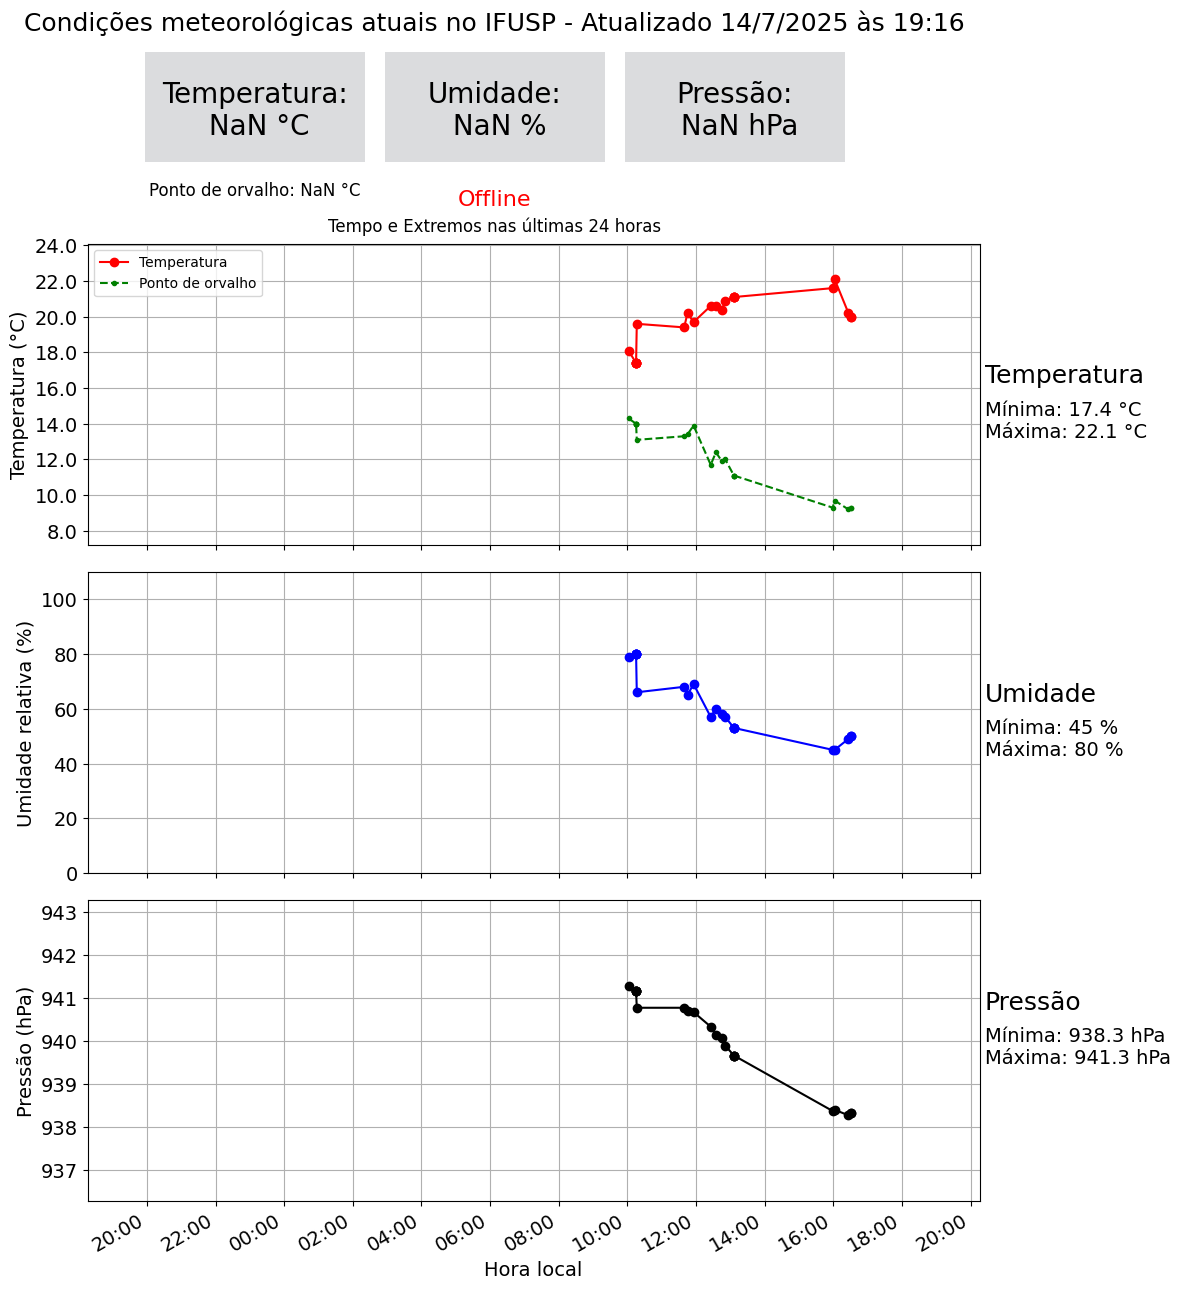 Condições meteorológicas atuais no IFUSP - Atualizado 14/7/2025 às 19:16
Temperatura:
NaN °C
Umidade:
NaN %
Pressão:
NaN hPa
Ponto de orvalho: NaN °C
Offline
Tempo e Extremos nas últimas 24 horas
Temperatura (°C)
24.0
22.0
20.0
18.0
16.0
14.0
12.0
10.0
8.0
Temperatura
Ponto de orvalho
Temperatura
Mínima: 17.4 °C
Máxima: 22.1 °C
Umidade relativa (%)
100
80
60
40
20
0
Umidade
Mínima: 45 %
Máxima: 80 %
Pressão (hPa)
943
942
941
940
939
938
937
Pressão
Mínima: 938.3 hPa
Máxima: 941.3 hPa
20:00 22:00 00:00 02:00 04:00 06:00 08:00 10:00 12:00 14:00 16:00 18:00 20:00
Hora local